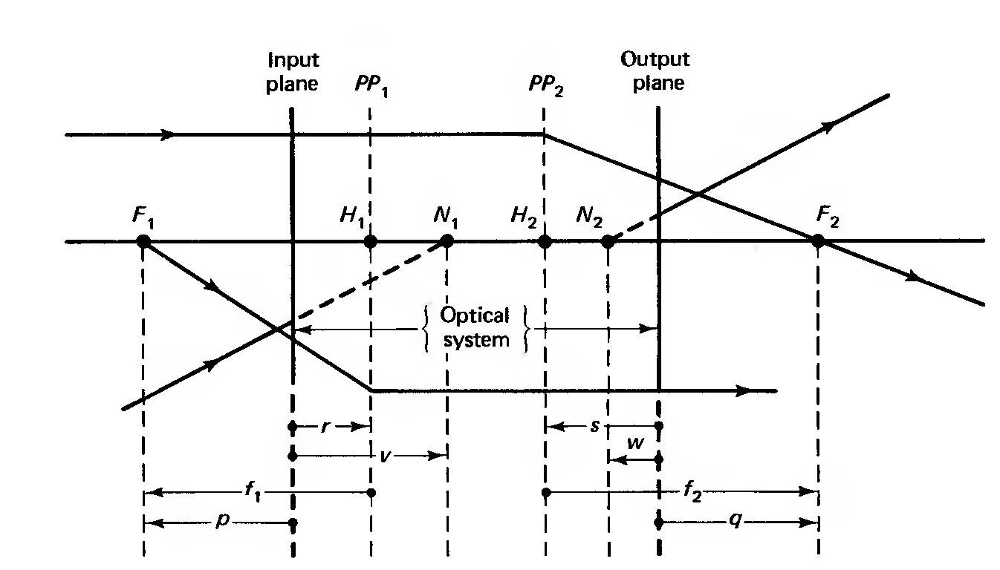 Input
plane
PP₁
PP₂
Output
plane
F₁
H₁
N₁
H₂
N₂
F₂
Optical
system
r
s
v
w
f₁
f₂
p
q